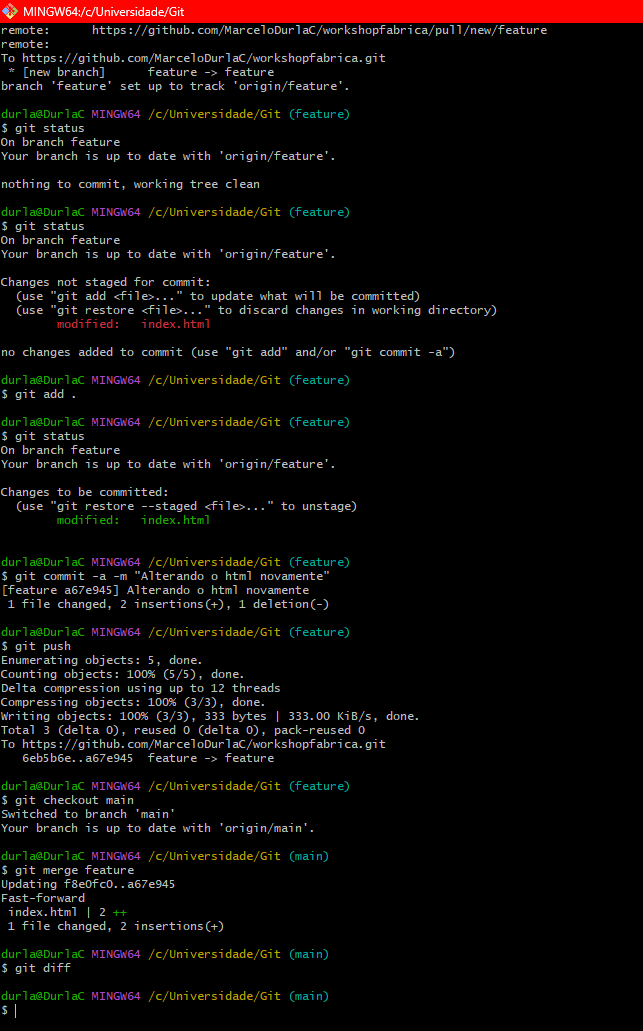 MINGW64:/c/Universidade/Git
remote:      https://github.com/MarceloDurlaC/workshopfabrica/pull/new/feature
remote:
To https://github.com/MarceloDurlaC/workshopfabrica.git
 * [new branch]      feature -> feature
branch 'feature' set up to track 'origin/feature'.
durla@DurlaC MINGW64 /c/Universidade/Git (feature)
$ git status
On branch feature
Your branch is up to date with 'origin/feature'.
nothing to commit, working tree clean
durla@DurlaC MINGW64 /c/Universidade/Git (feature)
$ git status
On branch feature
Your branch is up to date with 'origin/feature'.
Changes not staged for commit:
  (use "git add <file>..." to update what will be committed)
  (use "git restore <file>..." to discard changes in working directory)
        modified:   index.html
no changes added to commit (use "git add" and/or "git commit -a")
durla@DurlaC MINGW64 /c/Universidade/Git (feature)
$ git add .
durla@DurlaC MINGW64 /c/Universidade/Git (feature)
$ git status
On branch feature
Your branch is up to date with 'origin/feature'.
Changes to be committed:
  (use "git restore --staged <file>..." to unstage)
        modified:   index.html
durla@DurlaC MINGW64 /c/Universidade/Git (feature)
$ git commit -a -m "Alterando o html novamente"
[feature a67e945] Alterando o html novamente
 1 file changed, 2 insertions(+), 1 deletion(-)
durla@DurlaC MINGW64 /c/Universidade/Git (feature)
$ git push
Enumerating objects: 5, done.
Counting objects: 100% (5/5), done.
Delta compression using up to 12 threads
Compressing objects: 100% (3/3), done.
Writing objects: 100% (3/3), 333 bytes | 333.00 KiB/s, done.
Total 3 (delta 0), reused 0 (delta 0), pack-reused 0
To https://github.com/MarceloDurlaC/workshopfabrica.git
   6eb5b6e..a67e945  feature -> feature
durla@DurlaC MINGW64 /c/Universidade/Git (feature)
$ git checkout main
Switched to branch 'main'
Your branch is up to date with 'origin/main'.
durla@DurlaC MINGW64 /c/Universidade/Git (main)
$ git merge feature
Updating f8e0fc0..a67e945
Fast-forward
 index.html | 2 ++
 1 file changed, 2 insertions(+)
durla@DurlaC MINGW64 /c/Universidade/Git (main)
$ git diff
durla@DurlaC MINGW64 /c/Universidade/Git (main)
$